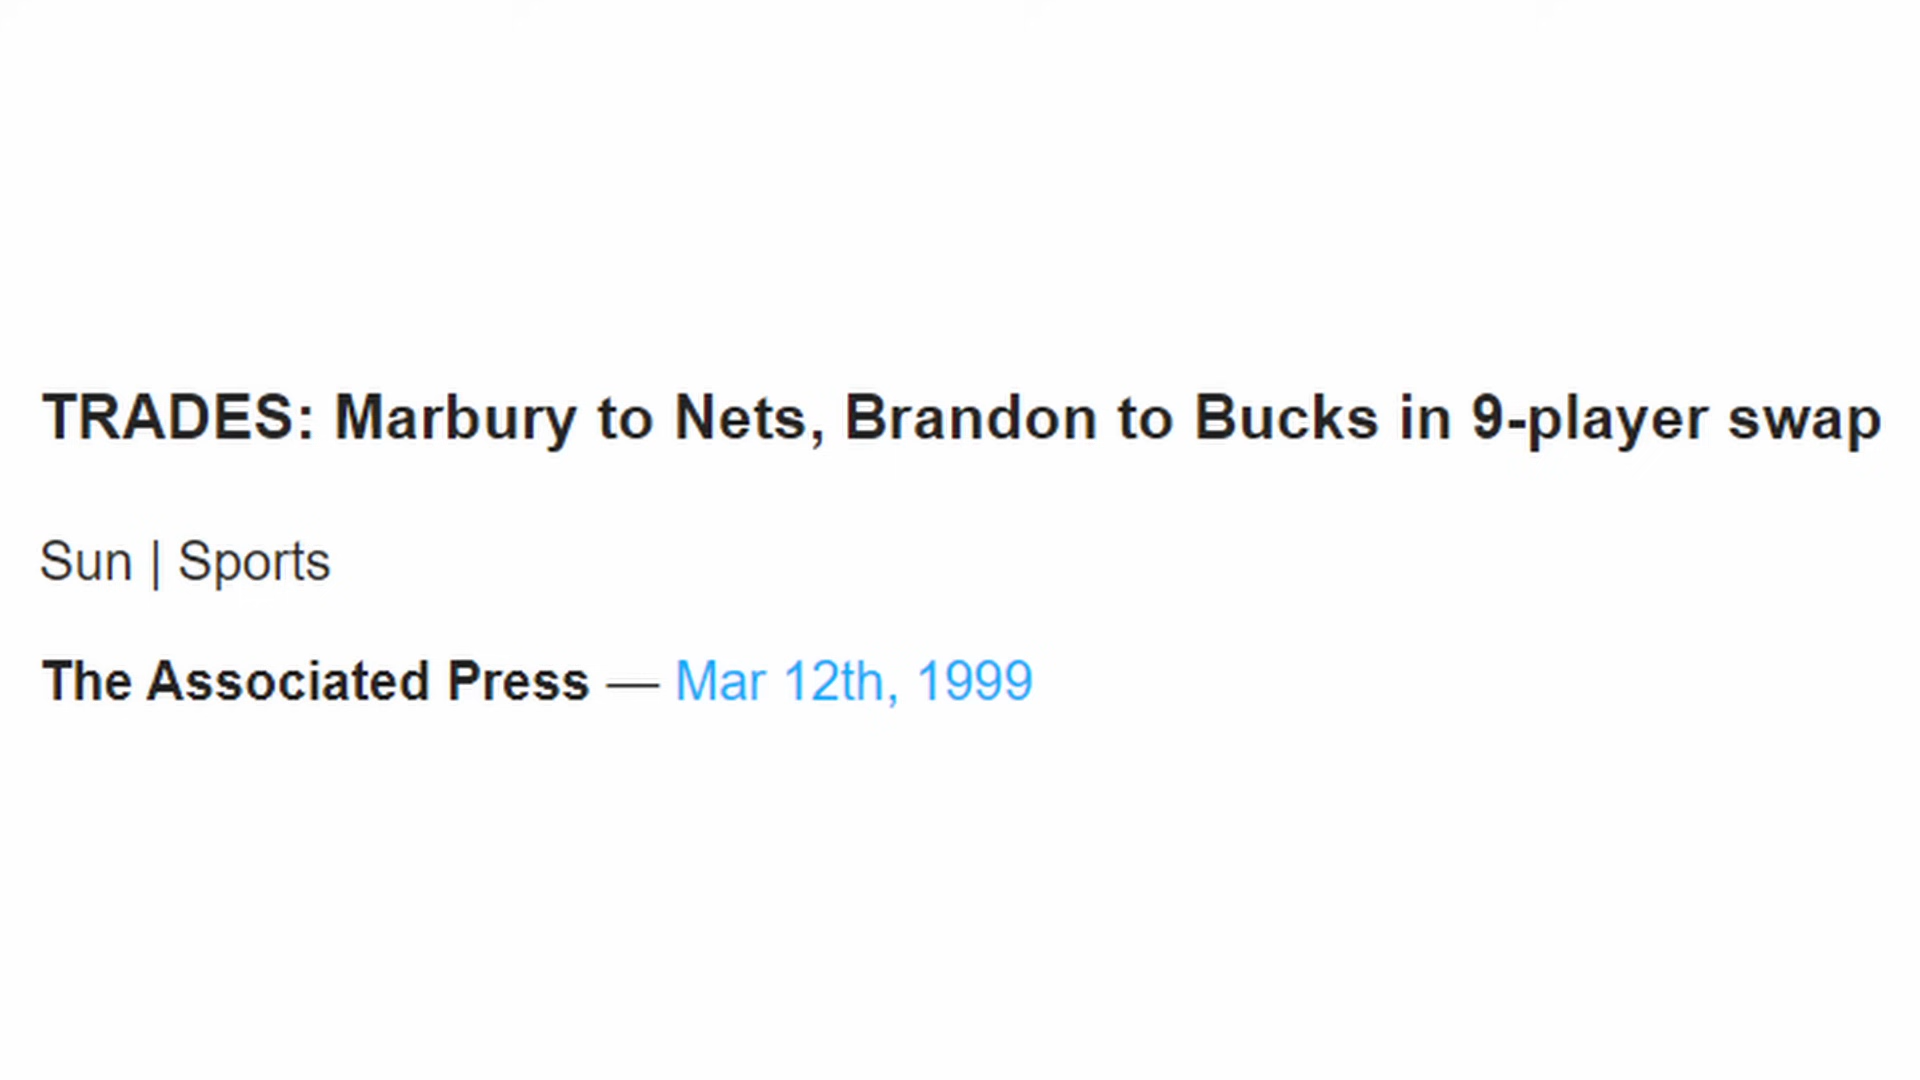 TRADES: Marbury to Nets, Brandon to Bucks in 9-player swap
Sun | Sports
The Associated Press — Mar 12th, 1999